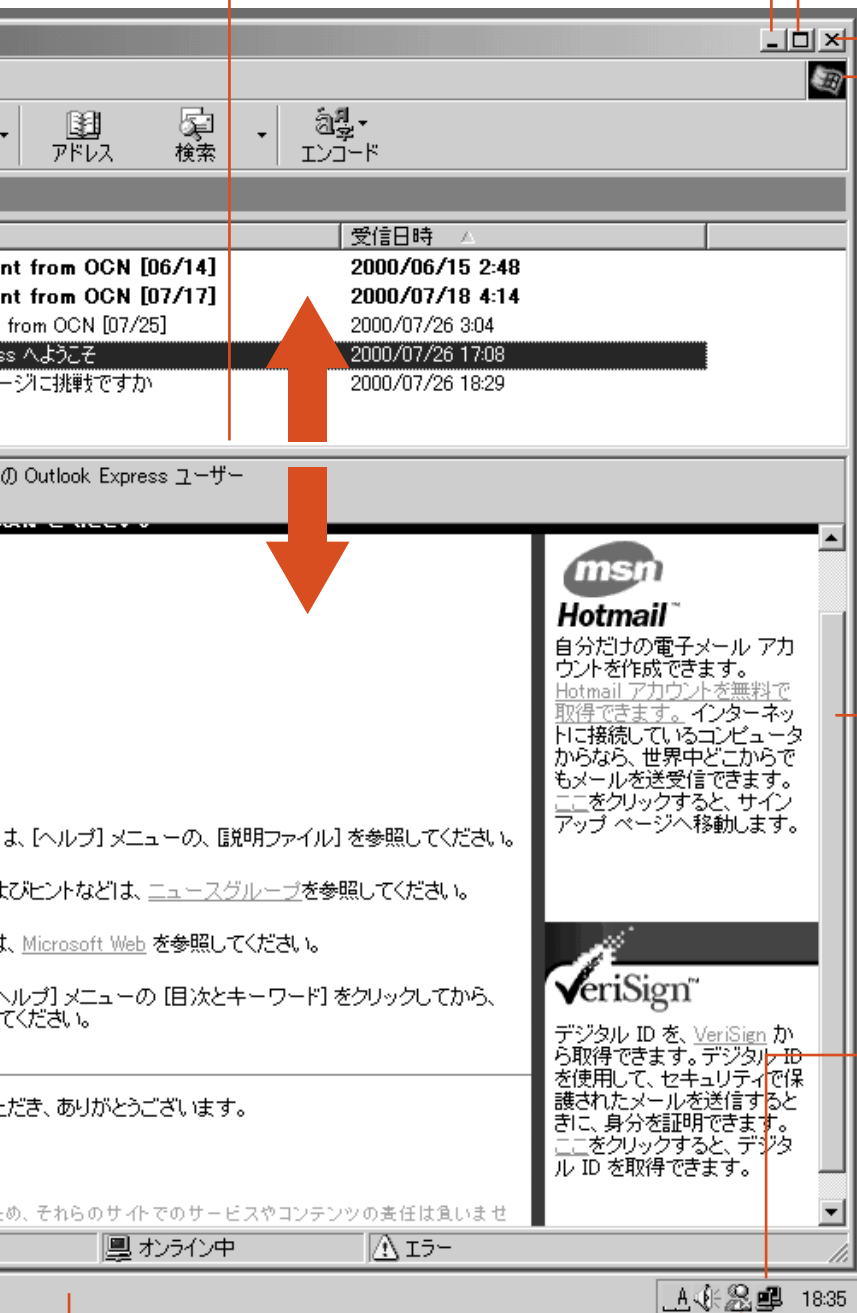 アドレス 検索 エンコード
受信日時
nt from OCN [06/14] 2000/06/15 2:48
nt from OCN [07/17] 2000/07/18 4:14
from OCN [07/25] 2000/07/26 3:04
ss へようこそ 2000/07/26 17:08
ージに挑戦ですか 2000/07/26 18:29
の Outlook Express ユーザー
msn
Hotmail™
自分だけの電子メール アカ
ウントを作成できます。
Hotmail アカウントを無料で
取得できます。インターネッ
トに接続しているコンピュータ
からなら、世界中どこからで
もメールを送受信できます。
ここをクリックすると、サイン
アップ ページへ移動します。
は、[ヘルプ] メニューの、[説明ファイル] を参照してください。
よびヒントなどは、ニュースグループを参照してください。
は、Microsoft Web を参照してください。
ヘルプ] メニューの [目次とキーワード] をクリックしてから、
てください。
VeriSign™
デジタル ID を、VeriSign か
ら取得できます。デジタル ID
を使用して、セキュリティで保
護されたメールを送信すると
きに、身分を証明できます。
ここをクリックすると、デジタ
ル ID を取得できます。
ただき、ありがとうございます。
ため、それらのサイトでのサービスやコンテンツの責任は負いませ
オンライン中 エラー
A 18:35